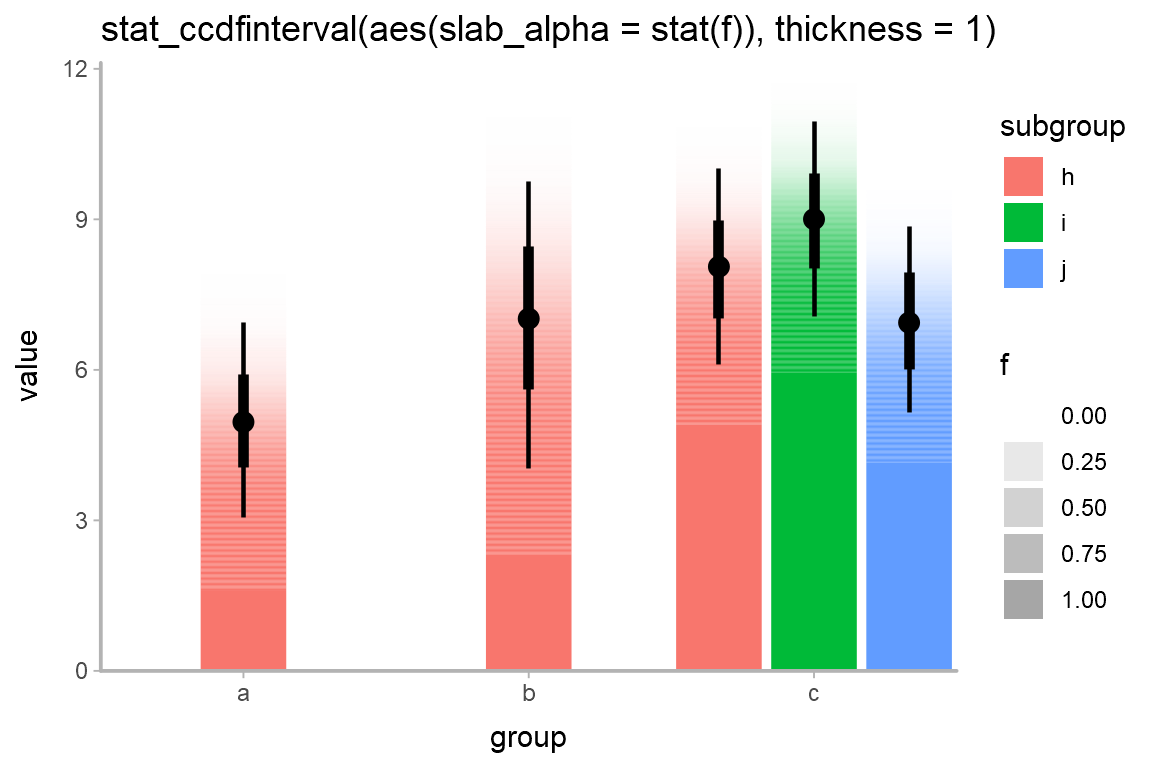 stat_ccdfinterval(aes(slab_alpha = stat(f)), thickness = 1)
12
9
6
3
0
value
a
b
c
group
subgroup
h
i
j
f
0.00
0.25
0.50
0.75
1.00